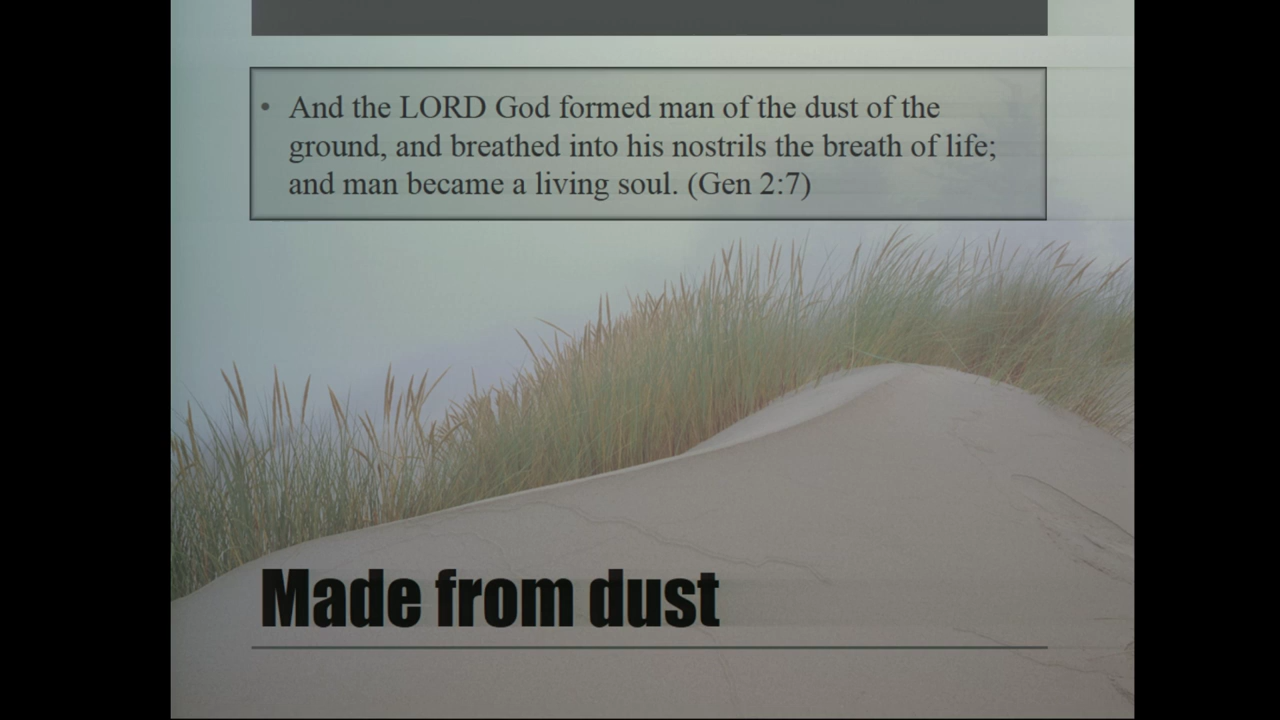 • And the LORD God formed man of the dust of the
ground, and breathed into his nostrils the breath of life;
and man became a living soul. (Gen 2:7)
Made from dust